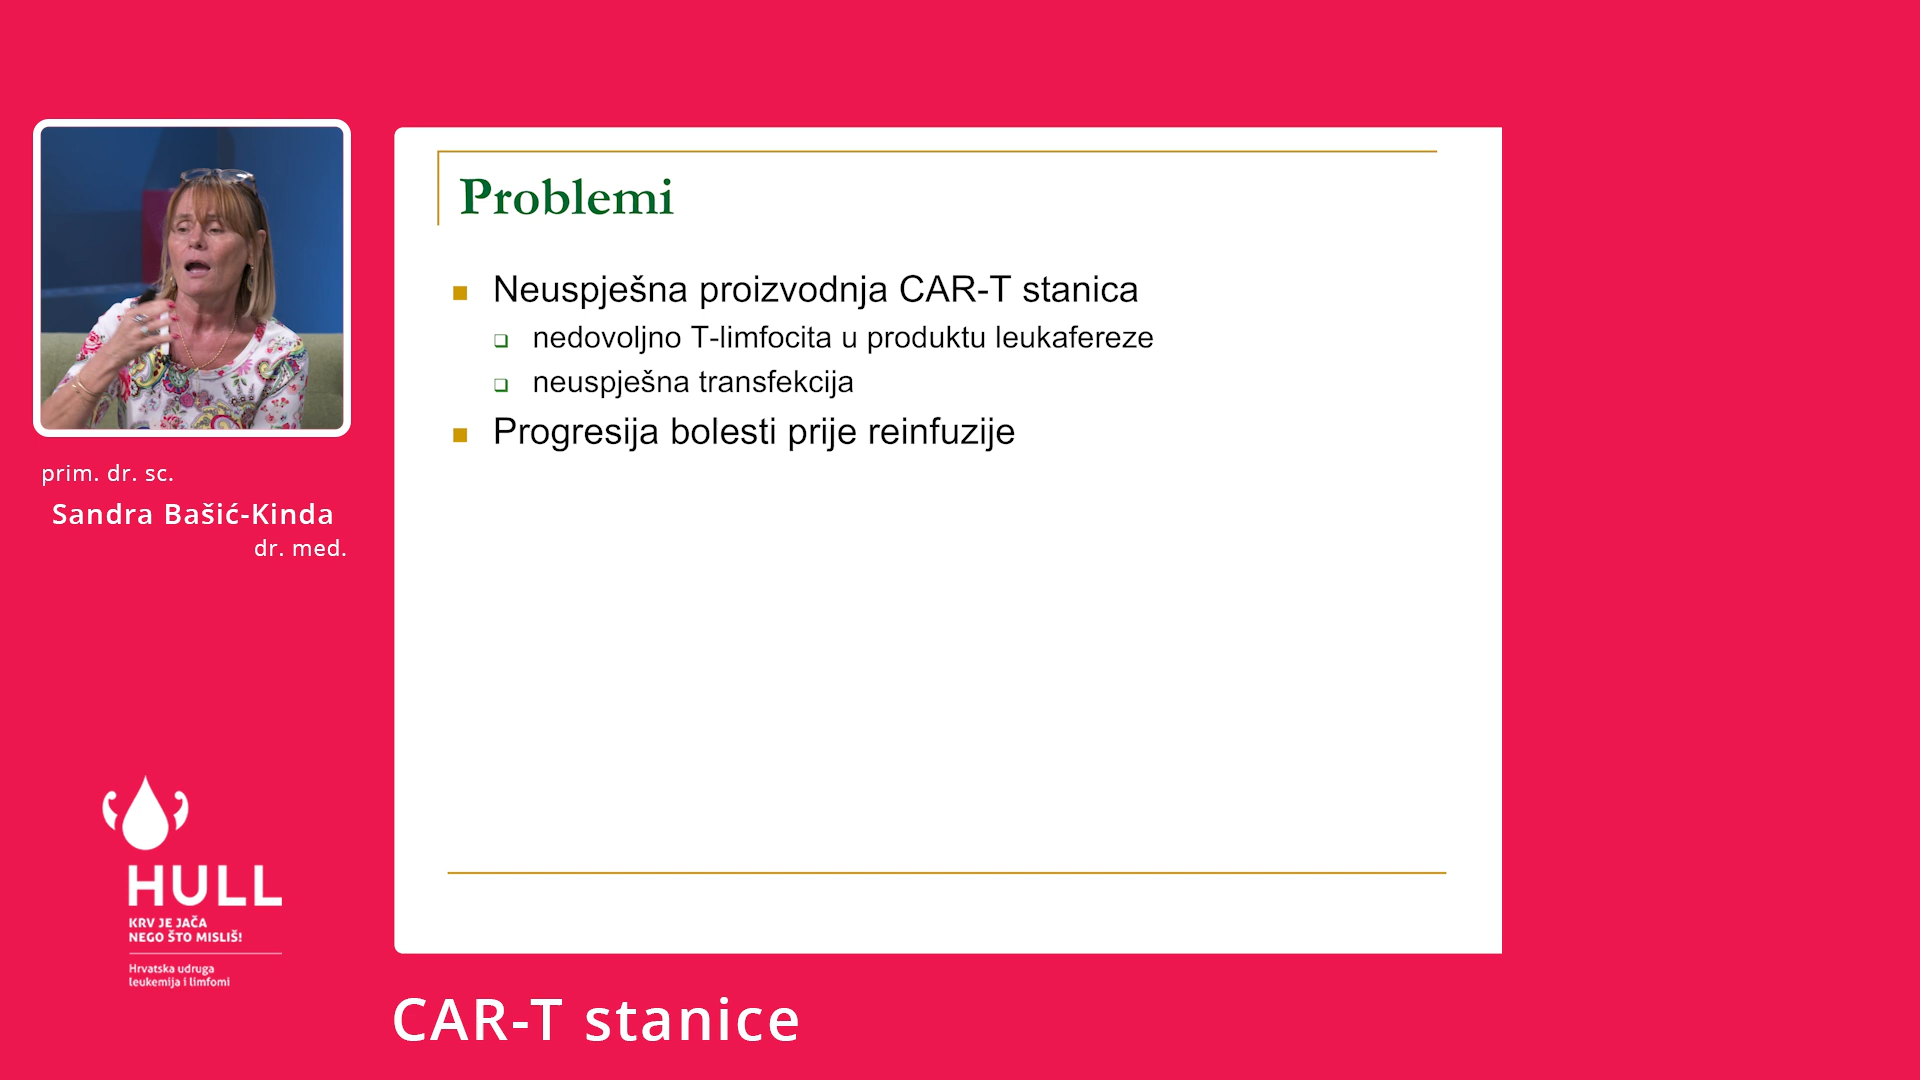 Problemi
Neuspješna proizvodnja CAR-T stanica
nedovoljno T-limfocita u produktu leukafereze
neuspješna transfekcija
Progresija bolesti prije reinfuzije
prim. dr. sc.
Sandra Bašić-Kinda
dr. med.
HULL
KRV JE JAČA
NEGO ŠTO MISLIŠ!
Hrvatska udruga
leukemija i limfomi
CAR-T stanice